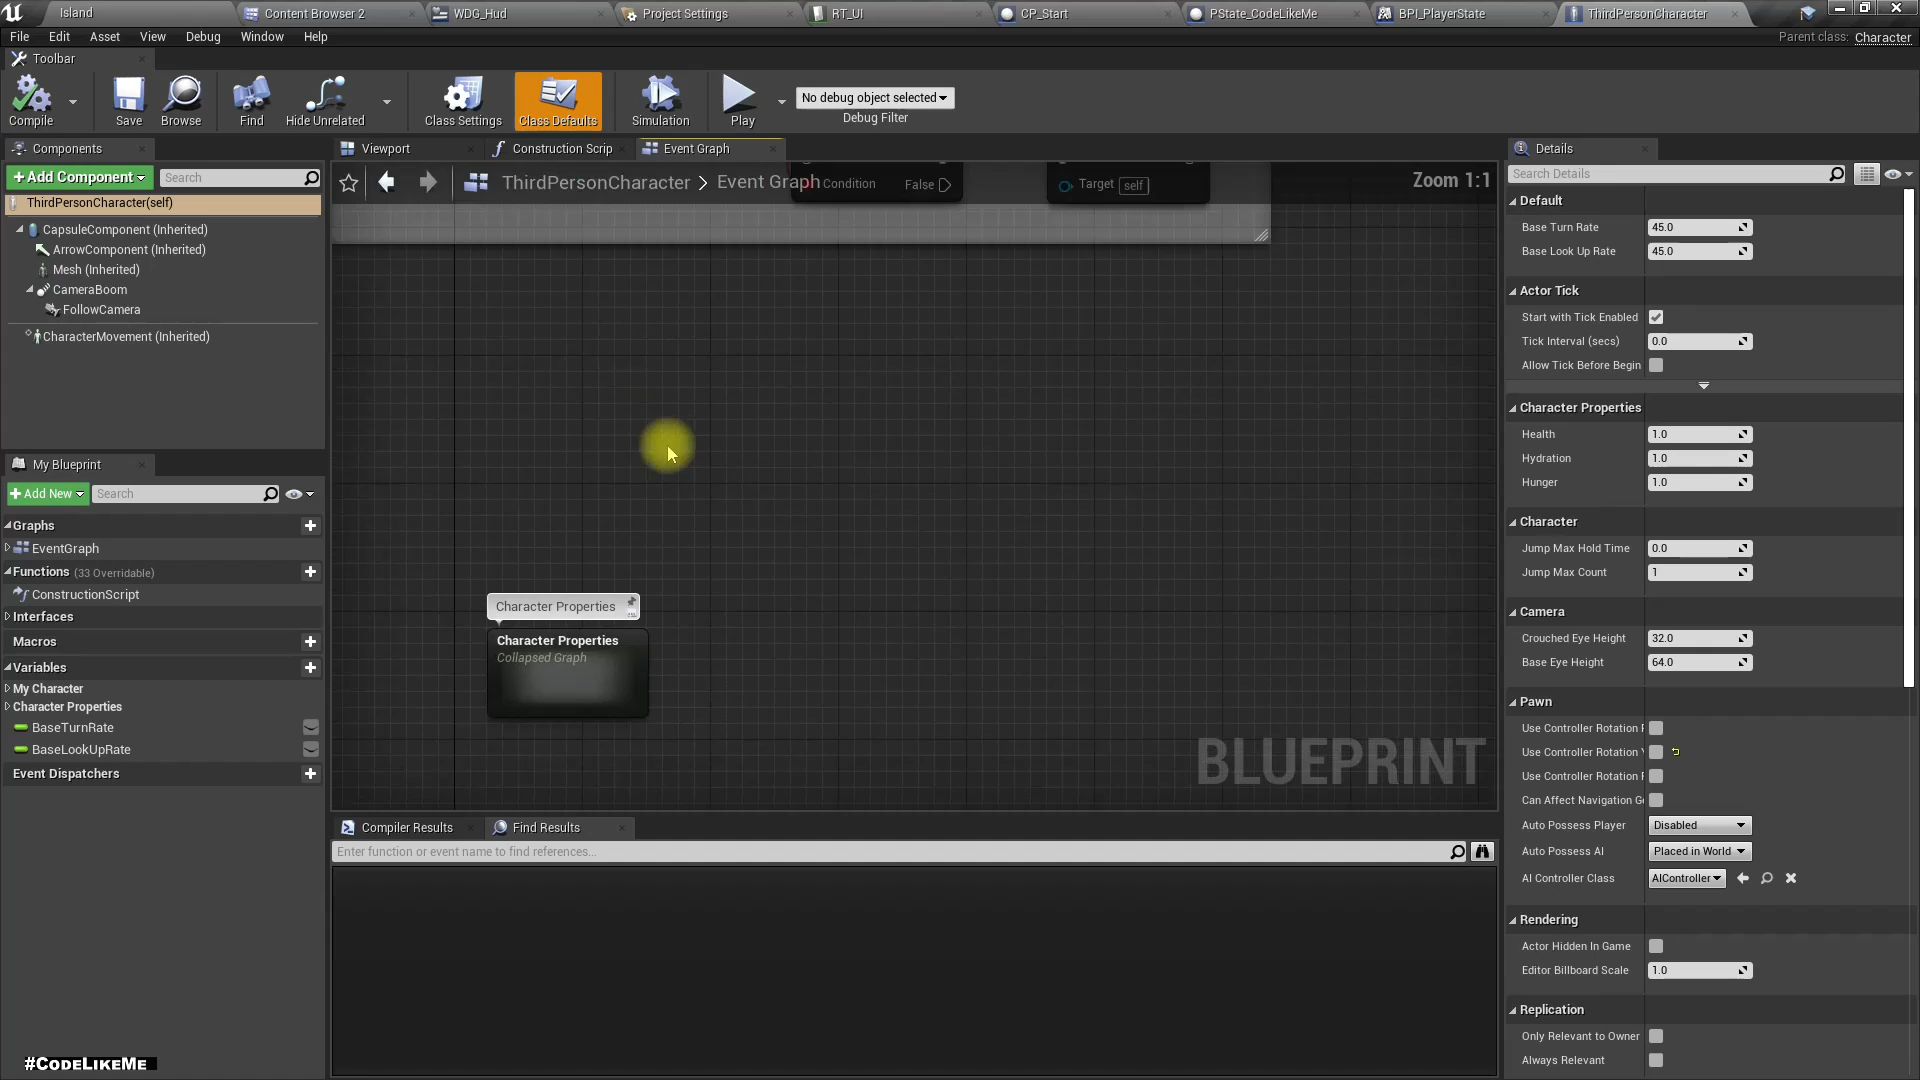 Island
Content Browser 2
WDG_Hud
Project Settings
RT_UI
CP_Start
PState_CodeLikeMe
BPI_PlayerState
ThirdPersonCharacter
File Edit Asset View Debug Window Help
Parent class: Character
Toolbar
Compile
Save
Browse
Find
Hide Unrelated
Class Settings
Class Defaults
Simulation
Play
No debug object selected
Debug Filter
Components
+Add Component
Search
ThirdPersonCharacter(self)
CapsuleComponent (Inherited)
ArrowComponent (Inherited)
Mesh (Inherited)
CameraBoom
FollowCamera
CharacterMovement (Inherited)
My Blueprint
+Add New
Search
Graphs
EventGraph
Functions (33 Overridable)
ConstructionScript
Interfaces
Macros
Variables
My Character
Character Properties
BaseTurnRate
BaseLookUpRate
Event Dispatchers
#CodeLikeMe
Viewport
Construction Scrip
Event Graph
ThirdPersonCharacter > Event Graph
Condition
False
Target self
Zoom 1:1
Character Properties
Character Properties
Collapsed Graph
BLUEPRINT
Compiler Results
Find Results
Enter function or event name to find references...
Details
Search Details
Default
Base Turn Rate 45.0
Base Look Up Rate 45.0
Actor Tick
Start with Tick Enabled
Tick Interval (secs) 0.0
Allow Tick Before Begin
Character Properties
Health 1.0
Hydration 1.0
Hunger 1.0
Character
Jump Max Hold Time 0.0
Jump Max Count 1
Camera
Crouched Eye Height 32.0
Base Eye Height 64.0
Pawn
Use Controller Rotation
Use Controller Rotation
Use Controller Rotation
Can Affect Navigation G
Auto Possess Player Disabled
Auto Possess AI Placed in World
AI Controller Class AIController
Rendering
Actor Hidden In Game
Editor Billboard Scale 1.0
Replication
Only Relevant to Owner
Always Relevant